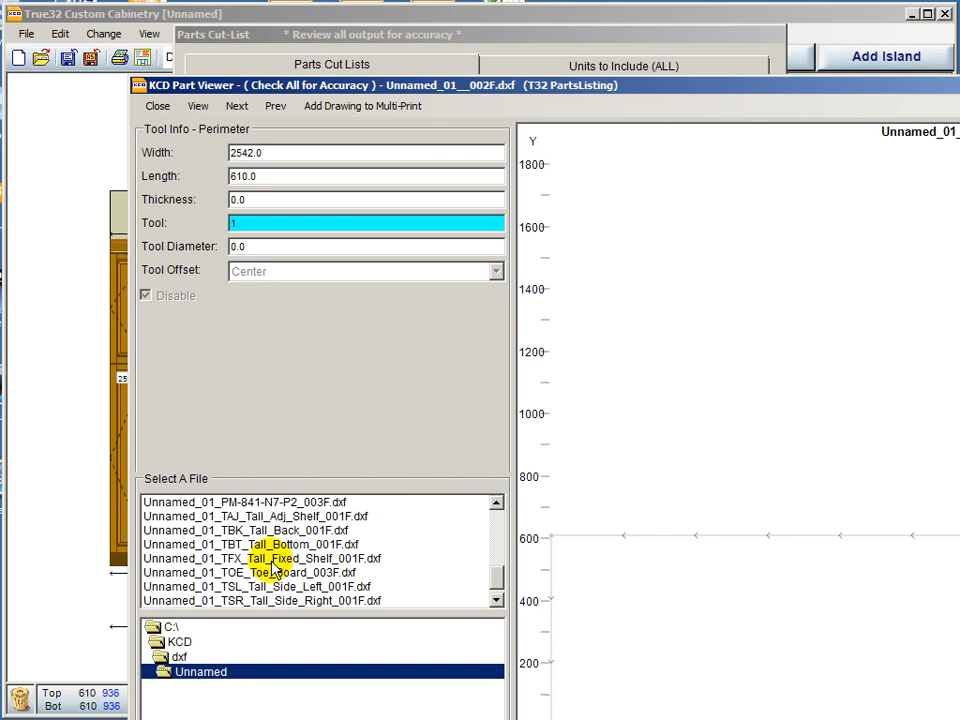 True32 Custom Cabinetry [Unnamed]
File Edit Change View
Parts Cut-List * Review all output for accuracy *
Parts Cut Lists
Units to Include (ALL)
Add Island
KCD Part Viewer - ( Check All for Accuracy ) - Unnamed_01__002F.dxf (T32 PartsListing)
Close View Next Prev Add Drawing to Multi-Print
Tool Info - Perimeter
Width: 2542.0
Length: 610.0
Thickness: 0.0
Tool: 1
Tool Diameter: 0.0
Tool Offset: Center
Disable
Select A File
Unnamed_01_PM-841-N7-P2_003F.dxf
Unnamed_01_TAJ_Tall_Adj_Shelf_001F.dxf
Unnamed_01_TBK_Tall_Back_001F.dxf
Unnamed_01_TBT_Tall_Bottom_001F.dxf
Unnamed_01_TFX_Tall_Fixed_Shelf_001F.dxf
Unnamed_01_TOE_Toe_Board_003F.dxf
Unnamed_01_TSL_Tall_Side_Left_001F.dxf
Unnamed_01_TSR_Tall_Side_Right_001F.dxf
C:\
KCD
dxf
Unnamed
Unnamed_01_
Y
1800
1600
1400
1200
1000
800
600
400
200
25
Top 610 936
Bot 610 936